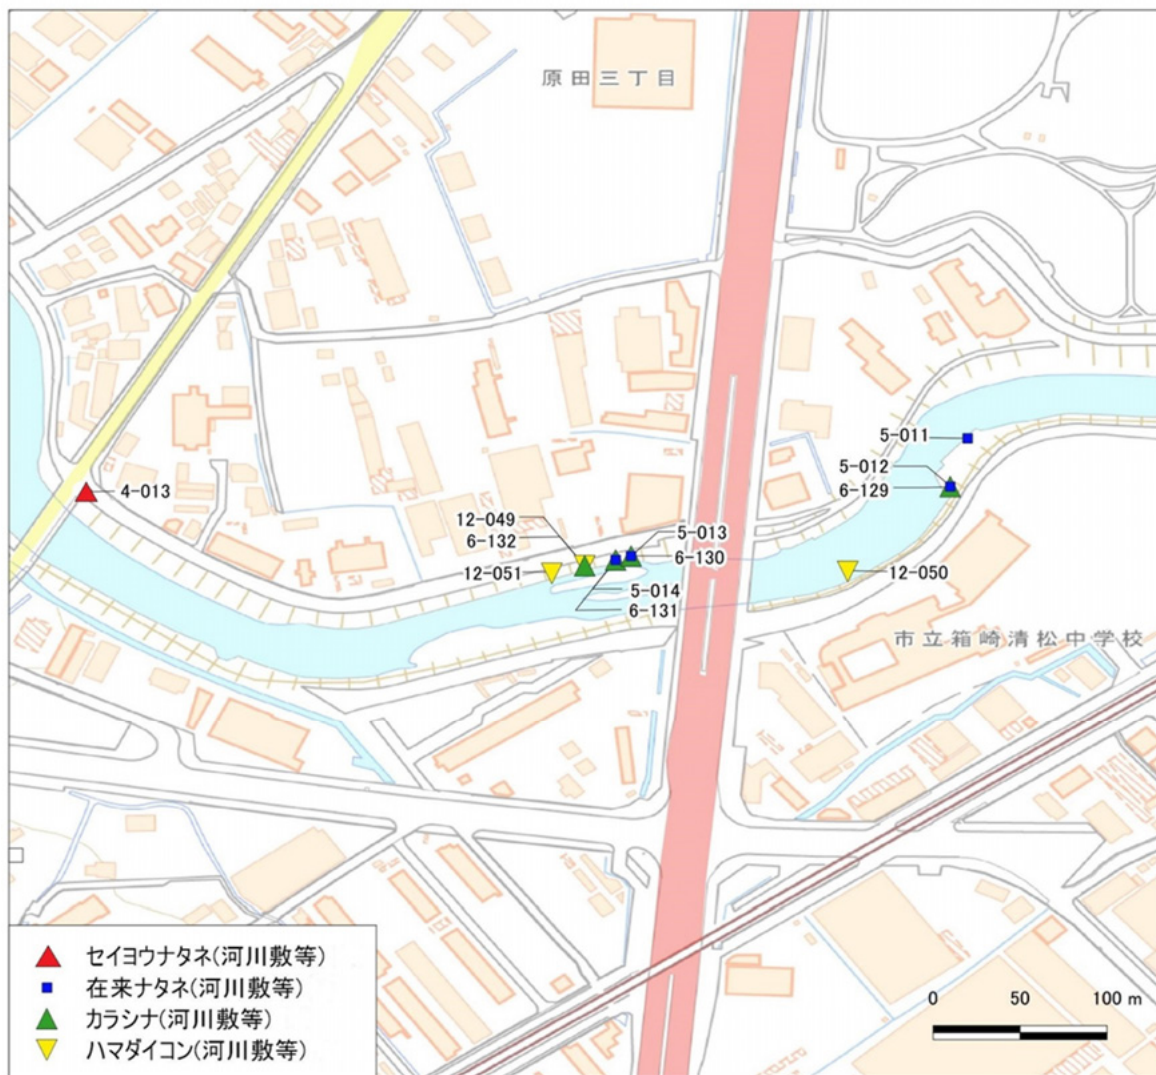 原田三丁目
5-011
5-012
6-129
4-013
12-049
6-132
5-013
6-130
12-051
12-050
5-014
6-131
市立箱崎清松中学校
セイヨウナタネ(河川敷等)
在来ナタネ(河川敷等)
カラシナ(河川敷等)
ハマダイコン(河川敷等)
0 50 100 m